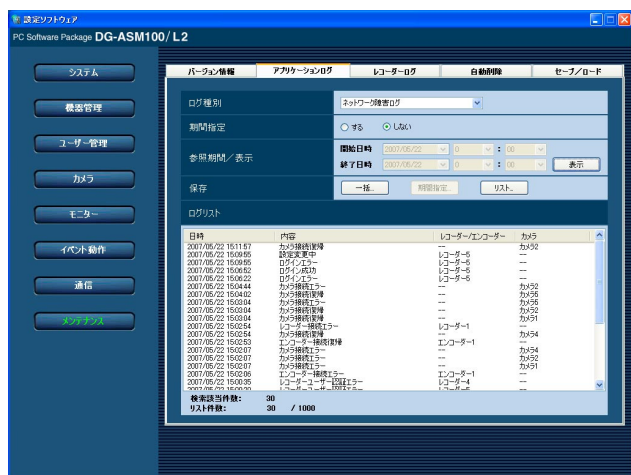 設定ソフトウェア
PC Software Package DG-ASM100/L2
システム
機器管理
ユーザー管理
カメラ
モニター
イベント動作
通信
メンテナンス
バージョン情報 アプリケーションログ レコーダーログ 自動削除 セーブ/ロード
ログ種別 ネットワーク障害ログ
期間指定 する しない
参照期間/表示 開始日時 2007/05/22 0 : 00
終了日時 2007/05/22 0 : 00 表示
保存 一括... 期間指定... リスト...
ログリスト
日時 内容 レコーダー/エンコーダー カメラ
2007/05/22 15:11:57 カメラ接続復帰 --- カメラ52
2007/05/22 15:09:55 設定変更中 レコーダー5 ---
2007/05/22 15:09:55 ログインエラー レコーダー5 ---
2007/05/22 15:06:52 ログイン成功 レコーダー5 ---
2007/05/22 15:06:22 ログインエラー レコーダー5 ---
2007/05/22 15:04:44 カメラ接続エラー --- カメラ52
2007/05/22 15:04:02 カメラ接続復帰 --- カメラ56
2007/05/22 15:03:04 カメラ接続エラー --- カメラ56
2007/05/22 15:03:04 カメラ接続復帰 --- カメラ52
2007/05/22 15:03:04 カメラ接続復帰 --- カメラ51
2007/05/22 15:02:54 レコーダー接続エラー レコーダー1 ---
2007/05/22 15:02:54 カメラ接続復帰 --- カメラ54
2007/05/22 15:02:53 エンコーダー接続復帰 エンコーダー1 ---
2007/05/22 15:02:07 カメラ接続エラー --- カメラ54
2007/05/22 15:02:07 カメラ接続エラー --- カメラ52
2007/05/22 15:02:07 カメラ接続エラー --- カメラ51
2007/05/22 15:02:06 エンコーダー接続エラー エンコーダー1 ---
2007/05/22 15:00:35 レコーダーユーザー認証エラー レコーダー4 ---
検索該当件数: 30
リスト件数: 30 / 1000